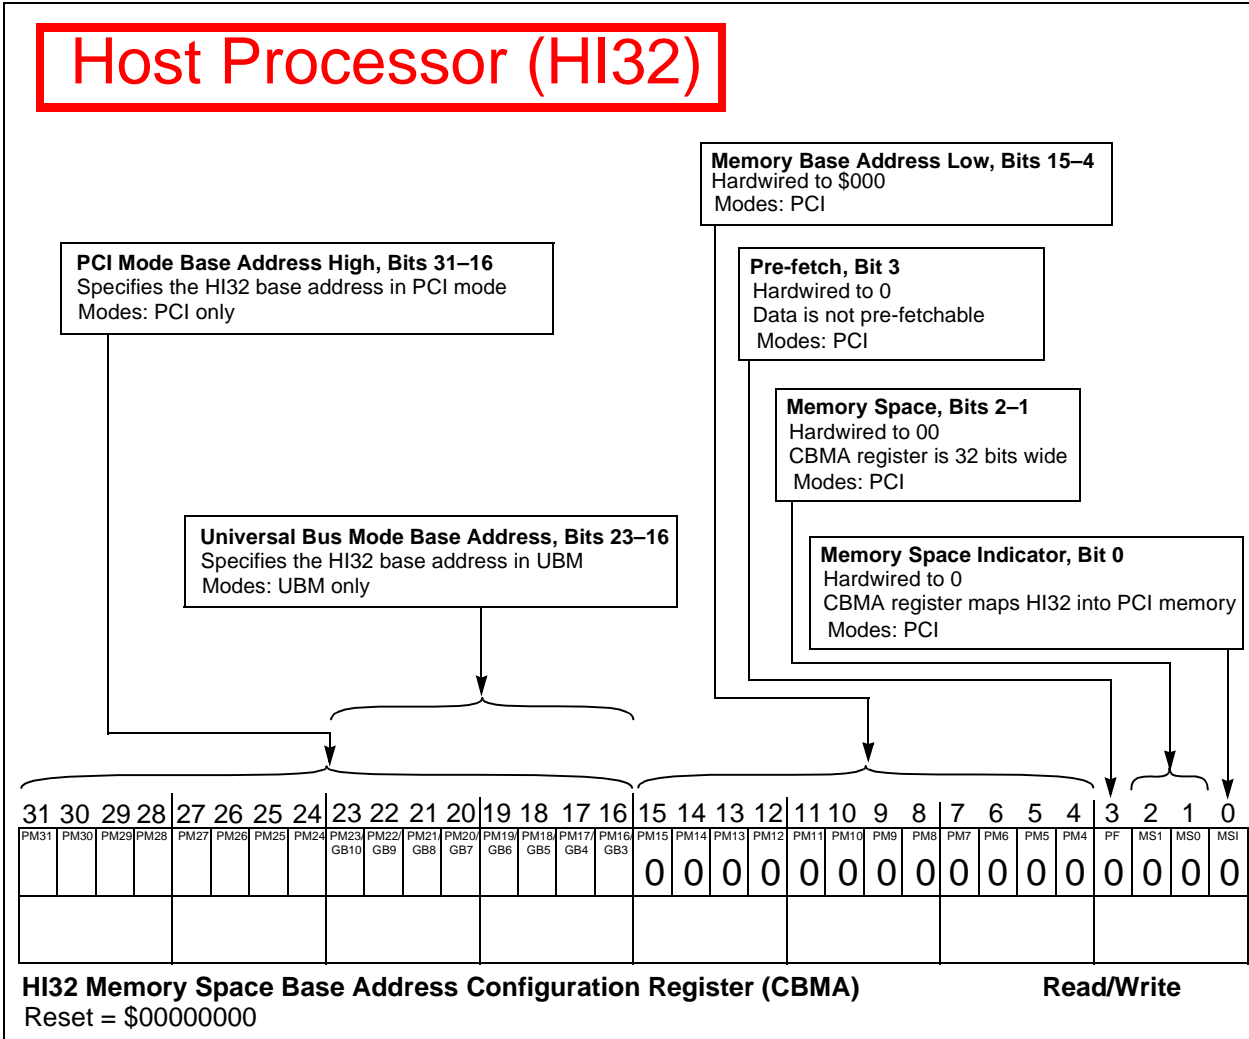 Host Processor (HI32)
Memory Base Address Low, Bits 15–4
Hardwired to $000
Modes: PCI
PCI Mode Base Address High, Bits 31–16
Specifies the HI32 base address in PCI mode
Modes: PCI only
Pre-fetch, Bit 3
Hardwired to 0
Data is not pre-fetchable
Modes: PCI
Memory Space, Bits 2–1
Hardwired to 00
CBMA register is 32 bits wide
Modes: PCI
Universal Bus Mode Base Address, Bits 23–16
Specifies the HI32 base address in UBM
Modes: UBM only
Memory Space Indicator, Bit 0
Hardwired to 0
CBMA register maps HI32 into PCI memory
Modes: PCI
31 30 29 28 27 26 25 24 23 22 21 20 19 18 17 16 15 14 13 12 11 10 9 8 7 6 5 4 3 2 1 0
PM31 PM30 PM29 PM28 PM27 PM26 PM25 PM24 PM23/ PM22/ PM21/ PM20/ PM19/ PM18/ PM17/ PM16/ PM15 PM14 PM13 PM12 PM11 PM10 PM9 PM8 PM7 PM6 PM5 PM4 PF MS1 MS0 MSI
GB10 GB9 GB8 GB7 GB6 GB5 GB4 GB3
0 0 0 0 0 0 0 0 0 0 0 0 0 0 0 0
HI32 Memory Space Base Address Configuration Register (CBMA) Read/Write
Reset = $00000000